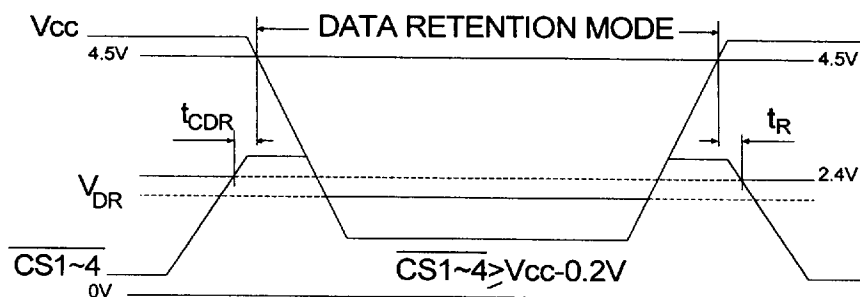 Vcc
DATA RETENTION MODE
4.5V
4.5V
tCDR
tR
2.4V
VDR
CS1~4
CS1~4≥Vcc-0.2V
0V